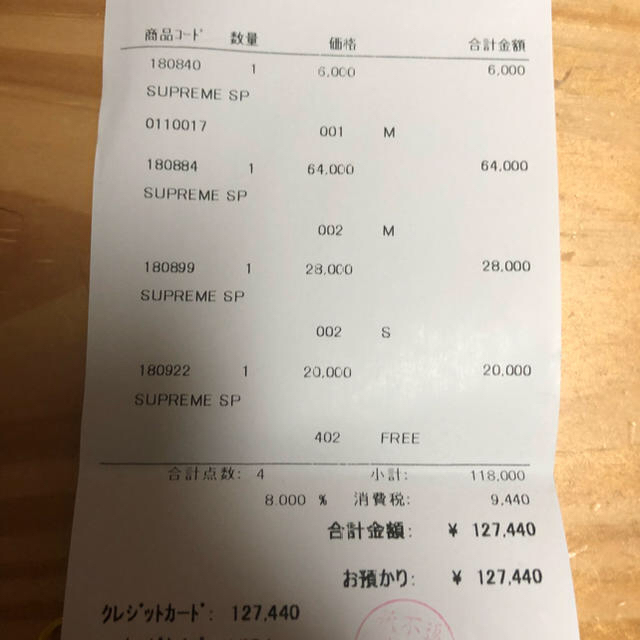 商品コード 数量 価格 合計金額
180840 1 6,000 6,000
SUPREME SP
0110017 001 M
180884 1 64,000 64,000
SUPREME SP
002 M
180899 1 28,000 28,000
SUPREME SP
002 S
180922 1 20,000 20,000
SUPREME SP
402 FREE
合計点数: 4 小計: 118,000
8.000 % 消費税: 9,440
合計金額: ¥ 127,440
お預かり: ¥ 127,440
クレジットカード: 127,440